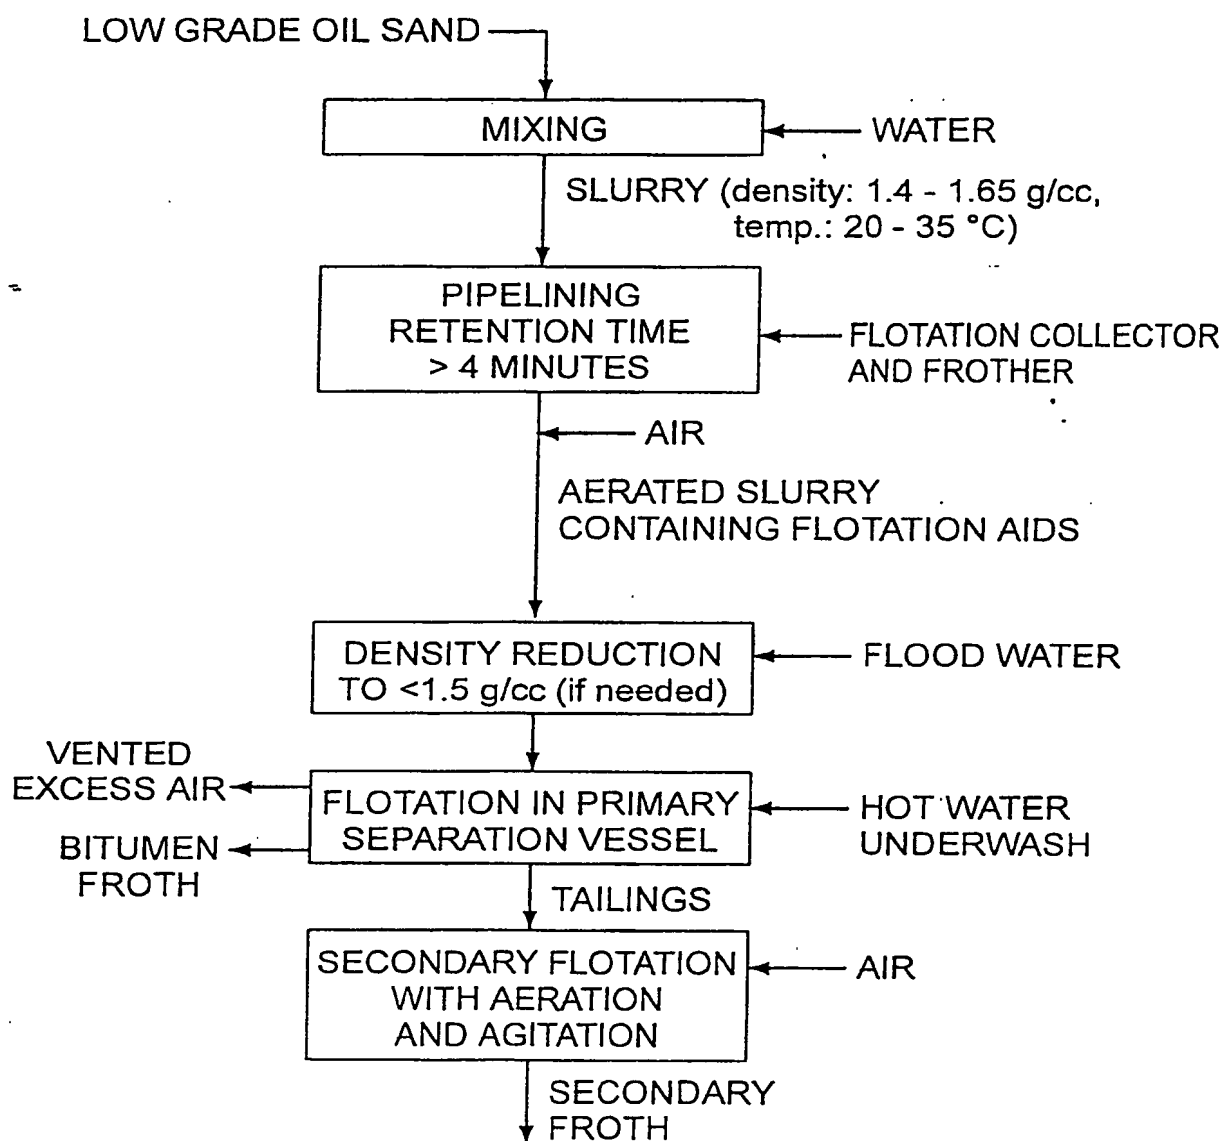 LOW GRADE OIL SAND
MIXING
WATER
SLURRY (density: 1.4 - 1.65 g/cc,
temp.: 20 - 35 °C)
PIPELINING
RETENTION TIME
> 4 MINUTES
FLOTATION COLLECTOR
AND FROTHER
AIR
AERATED SLURRY
CONTAINING FLOTATION AIDS
DENSITY REDUCTION
TO <1.5 g/cc (if needed)
FLOOD WATER
VENTED
EXCESS AIR
FLOTATION IN PRIMARY
SEPARATION VESSEL
HOT WATER
UNDERWASH
BITUMEN
FROTH
TAILINGS
SECONDARY FLOTATION
WITH AERATION
AND AGITATION
AIR
SECONDARY
FROTH